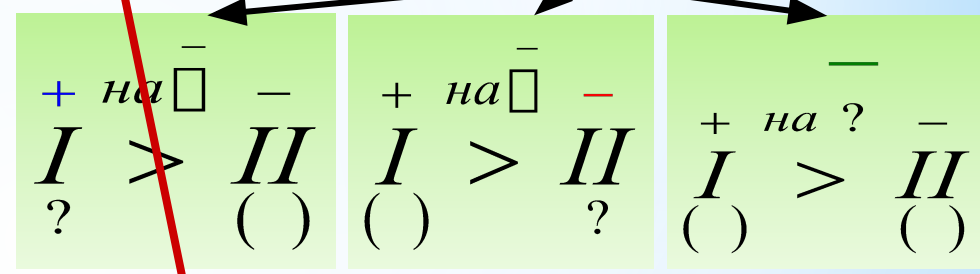 −
+ на □ −
I > II
? ( )
−
+ на □ −
I > II
( ) ?
—
+ на ? −
I > II
( ) ( )